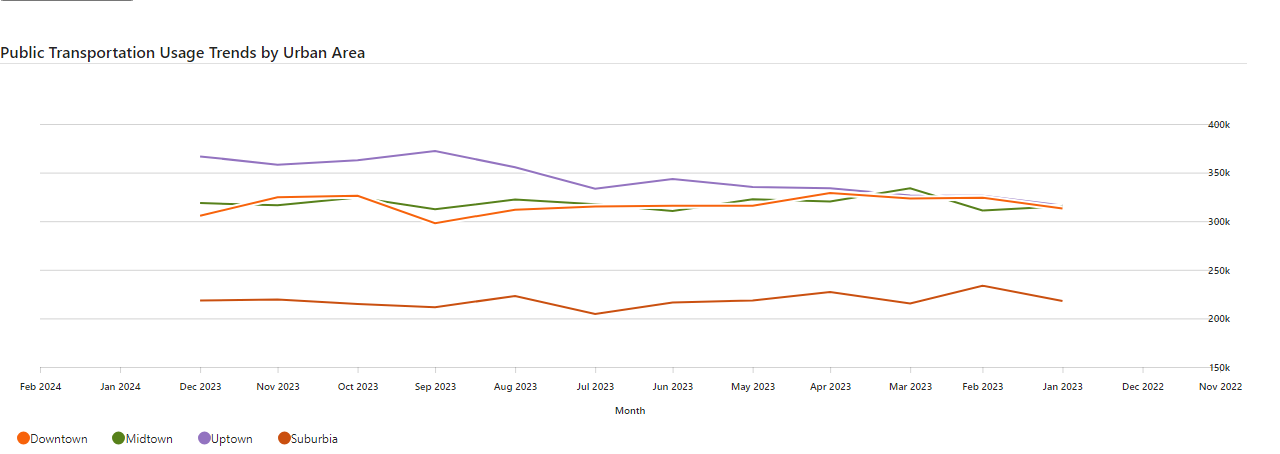 Public Transportation Usage Trends by Urban Area
400k
350k
300k
250k
200k
150k
Feb 2024 Jan 2024 Dec 2023 Nov 2023 Oct 2023 Sep 2023 Aug 2023 Jul 2023 Jun 2023 May 2023 Apr 2023 Mar 2023 Feb 2023 Jan 2023 Dec 2022 Nov 2022
Month
Downtown Midtown Uptown Suburbia